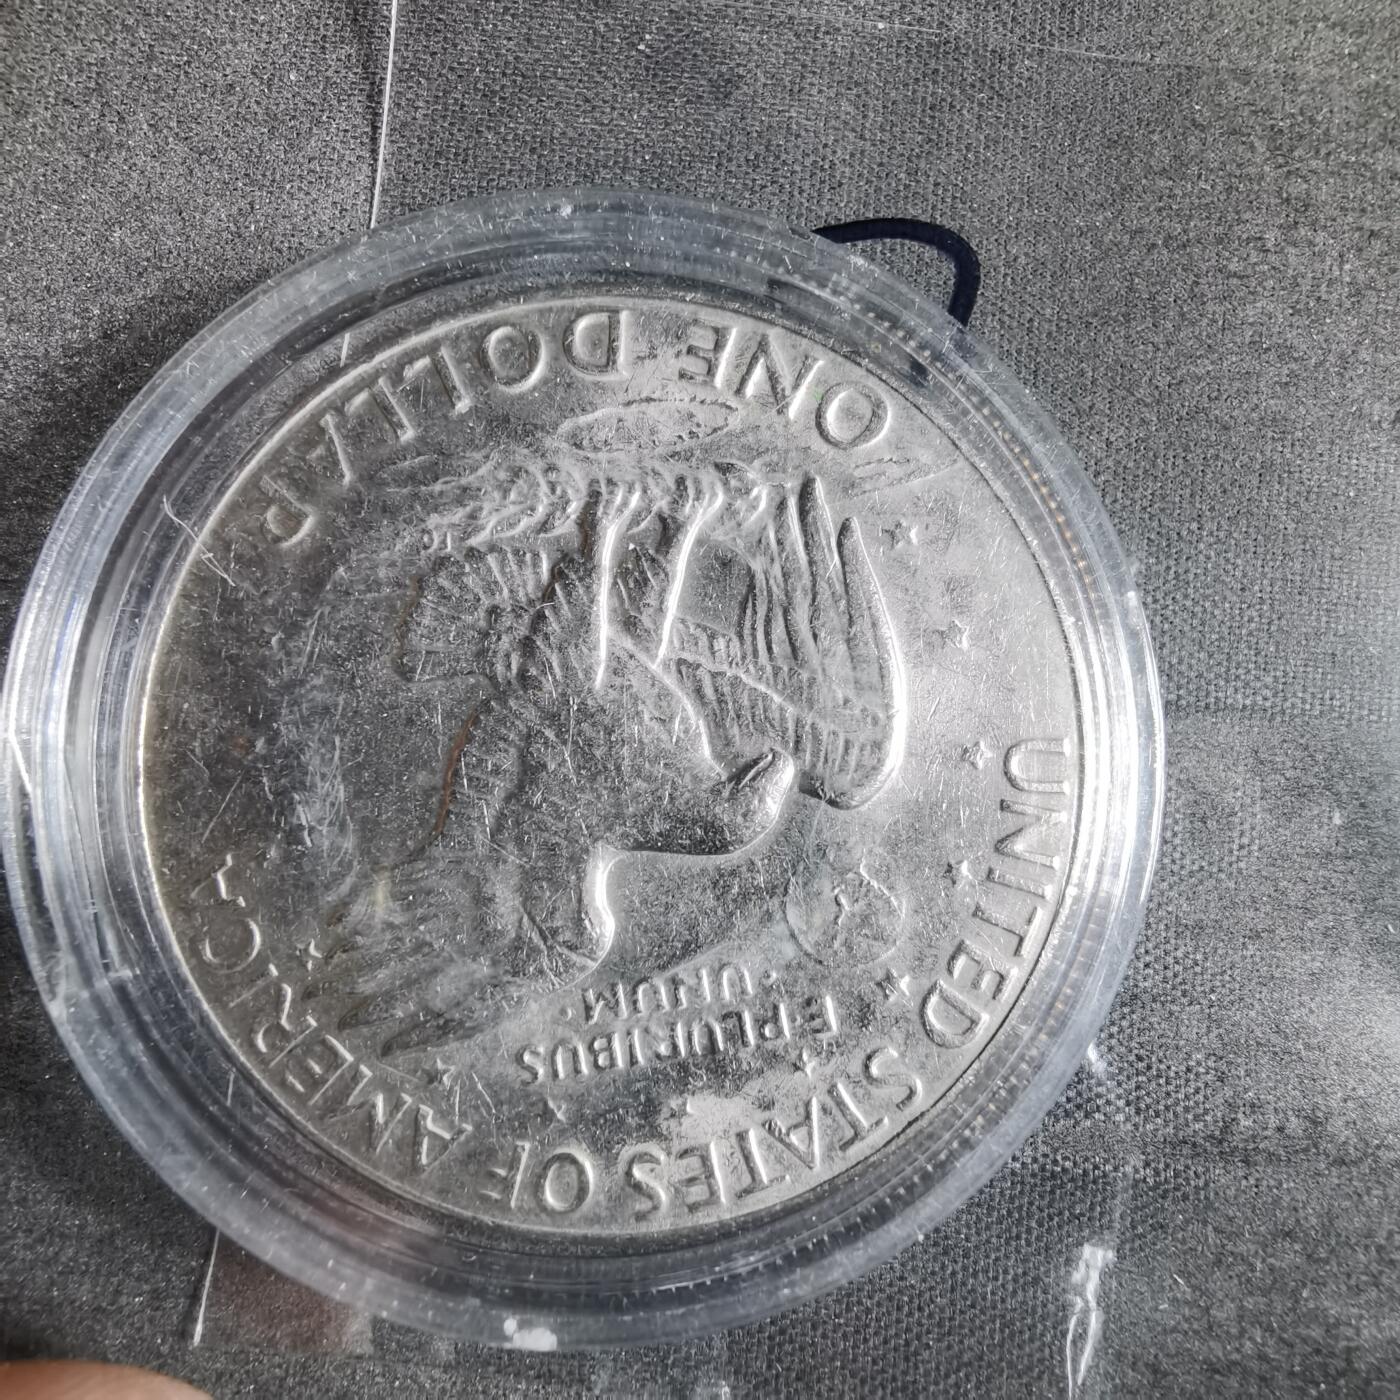 UNITED STATES OF AMERICA
E PLURIBUS
· UNUM ·
ONE DOLLAR